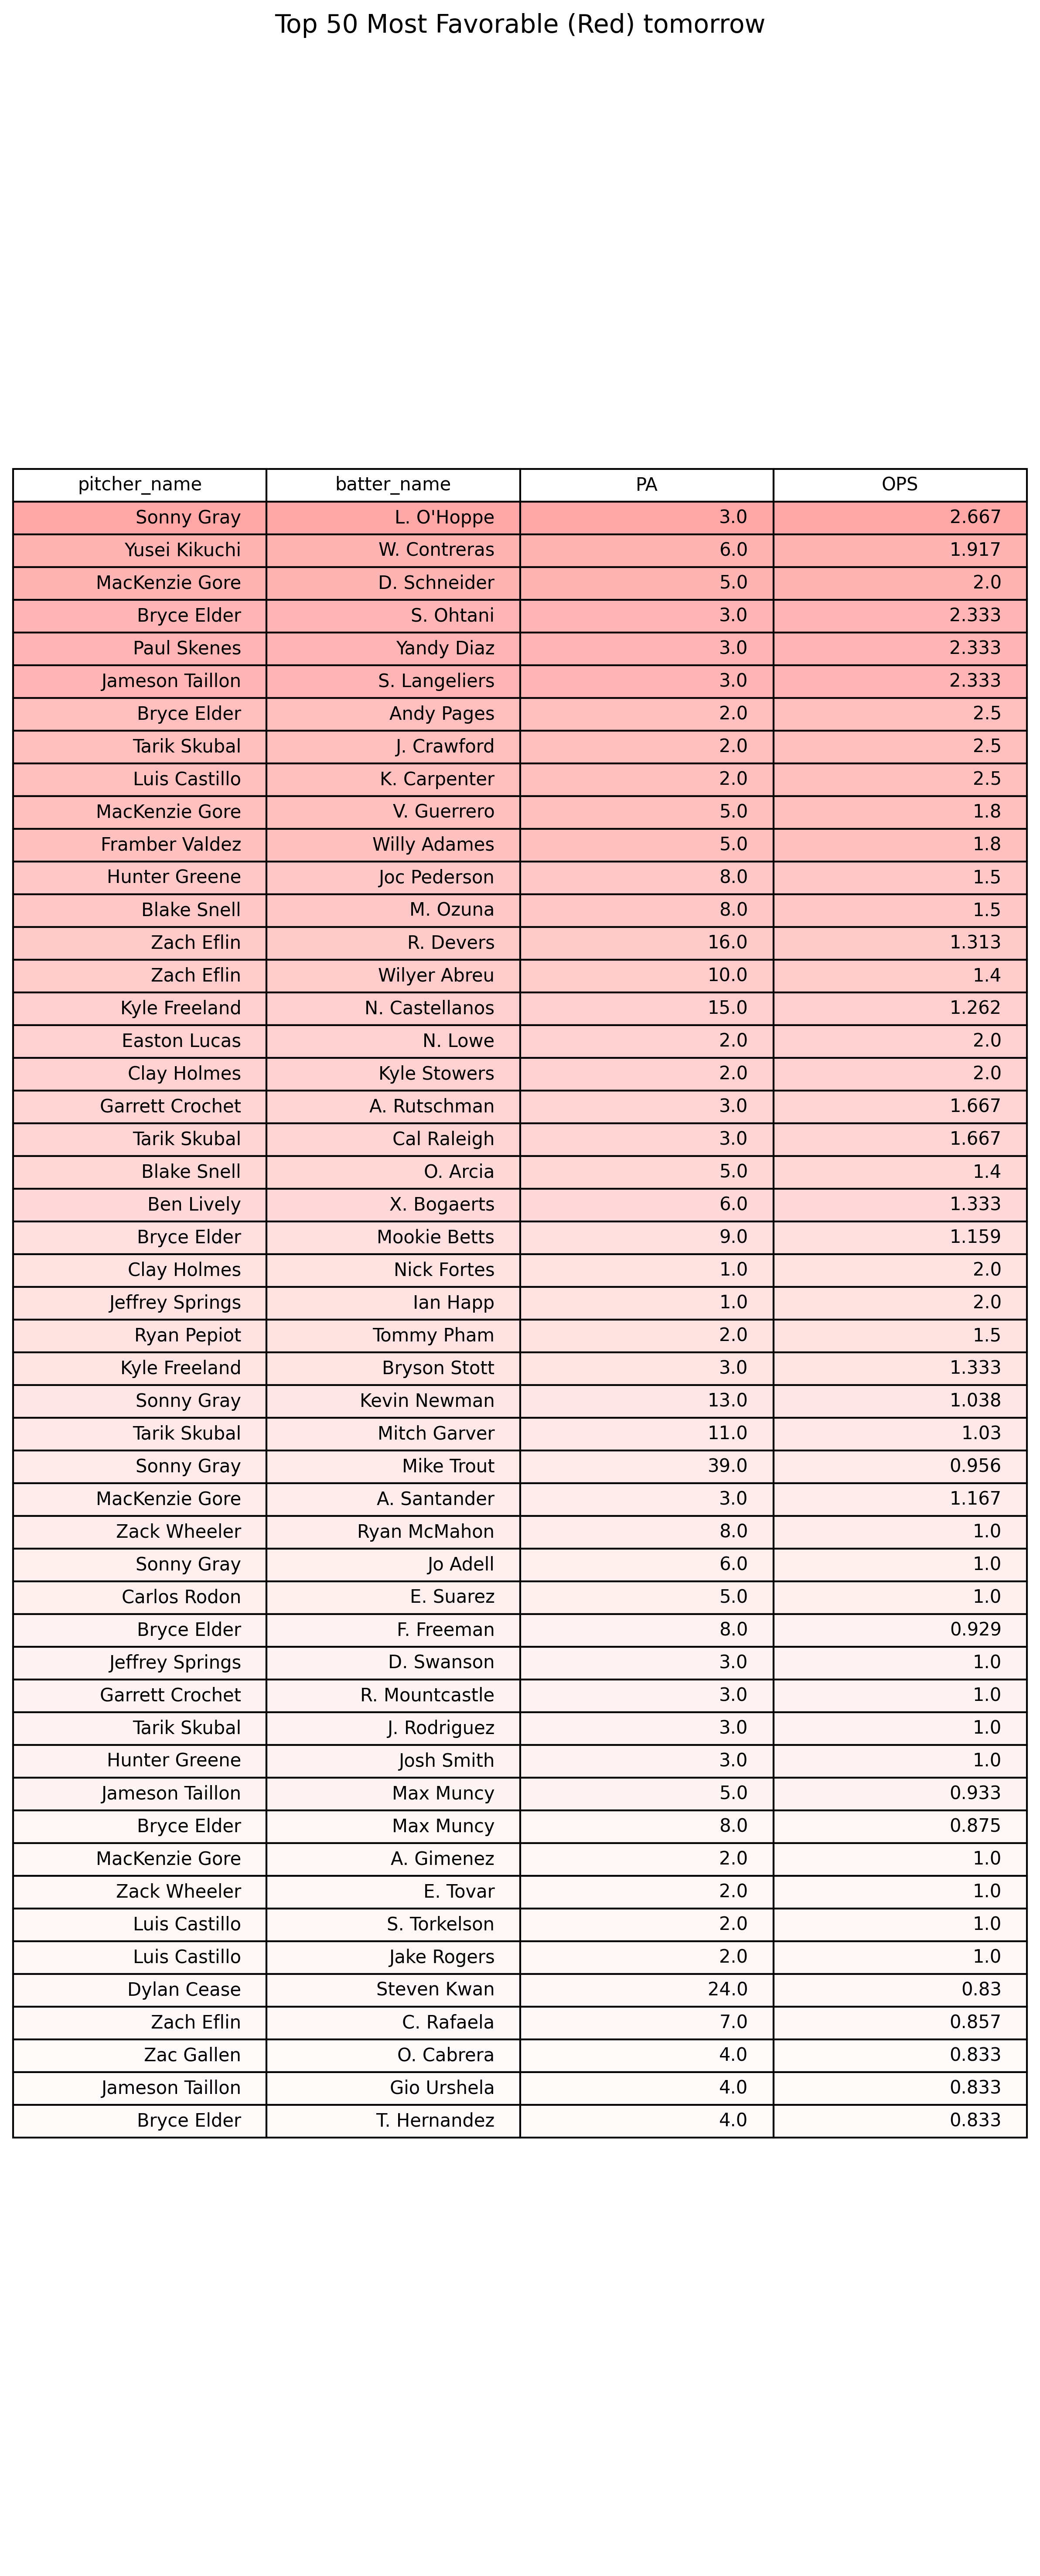 Top 50 Most Favorable (Red) tomorrow
pitcher_name batter_name PA OPS
Sonny Gray L. O'Hoppe 3.0 2.667
Yusei Kikuchi W. Contreras 6.0 1.917
MacKenzie Gore D. Schneider 5.0 2.0
Bryce Elder S. Ohtani 3.0 2.333
Paul Skenes Yandy Diaz 3.0 2.333
Jameson Taillon S. Langeliers 3.0 2.333
Bryce Elder Andy Pages 2.0 2.5
Tarik Skubal J. Crawford 2.0 2.5
Luis Castillo K. Carpenter 2.0 2.5
MacKenzie Gore V. Guerrero 5.0 1.8
Framber Valdez Willy Adames 5.0 1.8
Hunter Greene Joc Pederson 8.0 1.5
Blake Snell M. Ozuna 8.0 1.5
Zach Eflin R. Devers 16.0 1.313
Zach Eflin Wilyer Abreu 10.0 1.4
Kyle Freeland N. Castellanos 15.0 1.262
Easton Lucas N. Lowe 2.0 2.0
Clay Holmes Kyle Stowers 2.0 2.0
Garrett Crochet A. Rutschman 3.0 1.667
Tarik Skubal Cal Raleigh 3.0 1.667
Blake Snell O. Arcia 5.0 1.4
Ben Lively X. Bogaerts 6.0 1.333
Bryce Elder Mookie Betts 9.0 1.159
Clay Holmes Nick Fortes 1.0 2.0
Jeffrey Springs Ian Happ 1.0 2.0
Ryan Pepiot Tommy Pham 2.0 1.5
Kyle Freeland Bryson Stott 3.0 1.333
Sonny Gray Kevin Newman 13.0 1.038
Tarik Skubal Mitch Garver 11.0 1.03
Sonny Gray Mike Trout 39.0 0.956
MacKenzie Gore A. Santander 3.0 1.167
Zack Wheeler Ryan McMahon 8.0 1.0
Sonny Gray Jo Adell 6.0 1.0
Carlos Rodon E. Suarez 5.0 1.0
Bryce Elder F. Freeman 8.0 0.929
Jeffrey Springs D. Swanson 3.0 1.0
Garrett Crochet R. Mountcastle 3.0 1.0
Tarik Skubal J. Rodriguez 3.0 1.0
Hunter Greene Josh Smith 3.0 1.0
Jameson Taillon Max Muncy 5.0 0.933
Bryce Elder Max Muncy 8.0 0.875
MacKenzie Gore A. Gimenez 2.0 1.0
Zack Wheeler E. Tovar 2.0 1.0
Luis Castillo S. Torkelson 2.0 1.0
Luis Castillo Jake Rogers 2.0 1.0
Dylan Cease Steven Kwan 24.0 0.83
Zach Eflin C. Rafaela 7.0 0.857
Zac Gallen O. Cabrera 4.0 0.833
Jameson Taillon Gio Urshela 4.0 0.833
Bryce Elder T. Hernandez 4.0 0.833